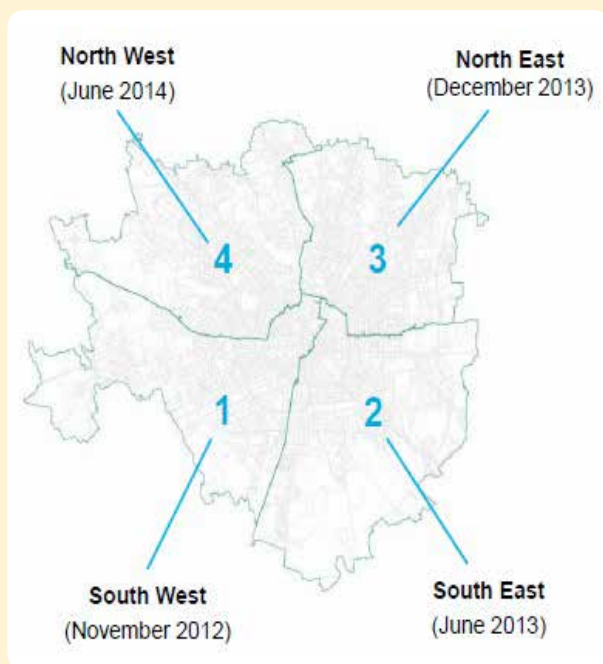 North West
(June 2014)
North East
(December 2013)
4
3
1
2
South West
(November 2012)
South East
(June 2013)